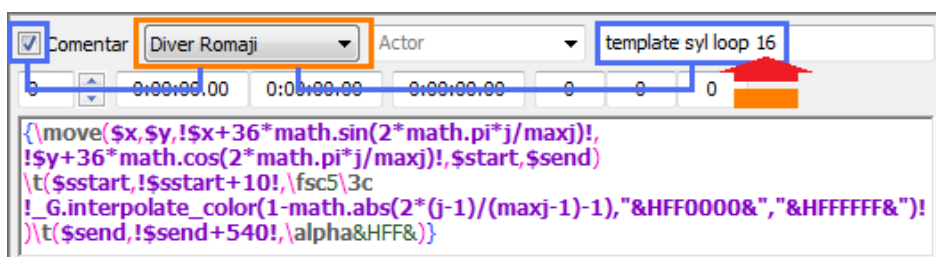 Comentar Diver Romaji Actor template syl loop 16
0 0:00:00.00 0:00:00.00 0:00:00.00 0 0 0
{\move($x,$y,!$x+36*math.sin(2*math.pi*j/maxj)!,
!$y+36*math.cos(2*math.pi*j/maxj)!,$start,$send)
\t($sstart,!$sstart+10!,\fsc5\3c
!_G.interpolate_color(1-math.abs(2*(j-1)/(maxj-1)-1),"&HFF0000&","&HFFFFFF&")!
)\t($send,!$send+540!,\alpha&HFF&)}